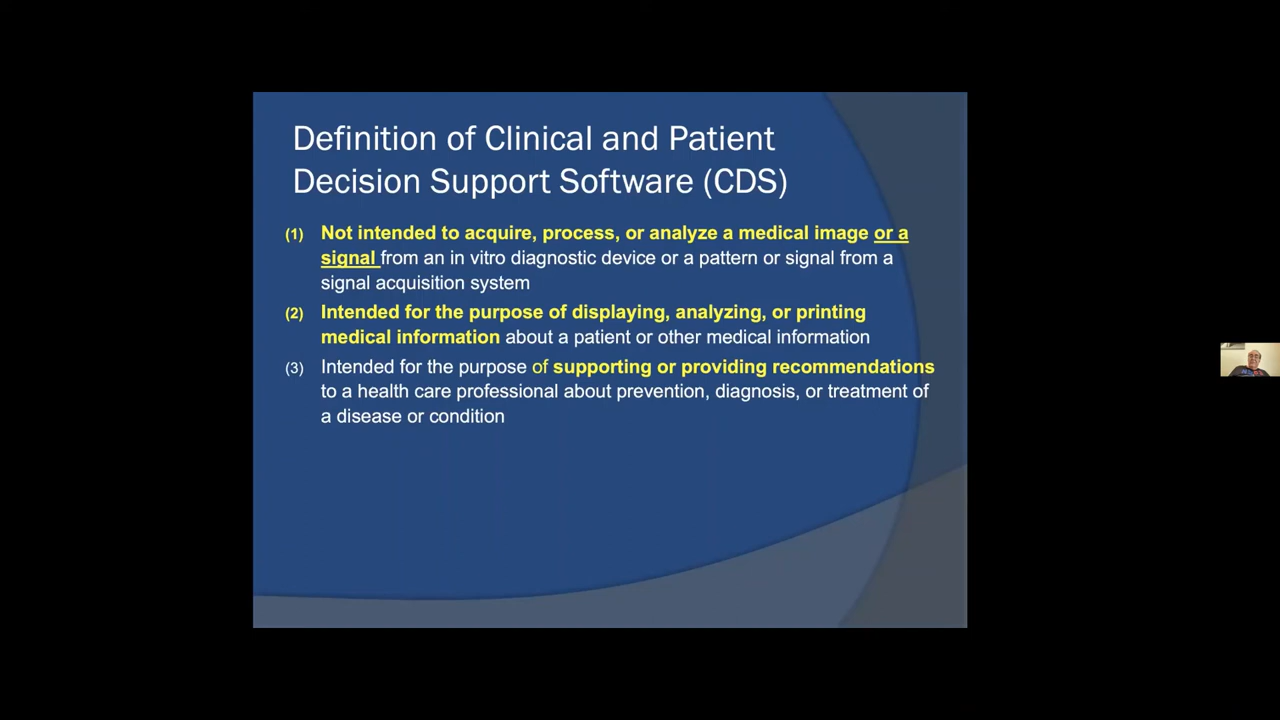 Definition of Clinical and Patient
Decision Support Software (CDS)
(1) Not intended to acquire, process, or analyze a medical image or a
signal from an in vitro diagnostic device or a pattern or signal from a
signal acquisition system
(2) Intended for the purpose of displaying, analyzing, or printing
medical information about a patient or other medical information
(3) Intended for the purpose of supporting or providing recommendations
to a health care professional about prevention, diagnosis, or treatment of
a disease or condition